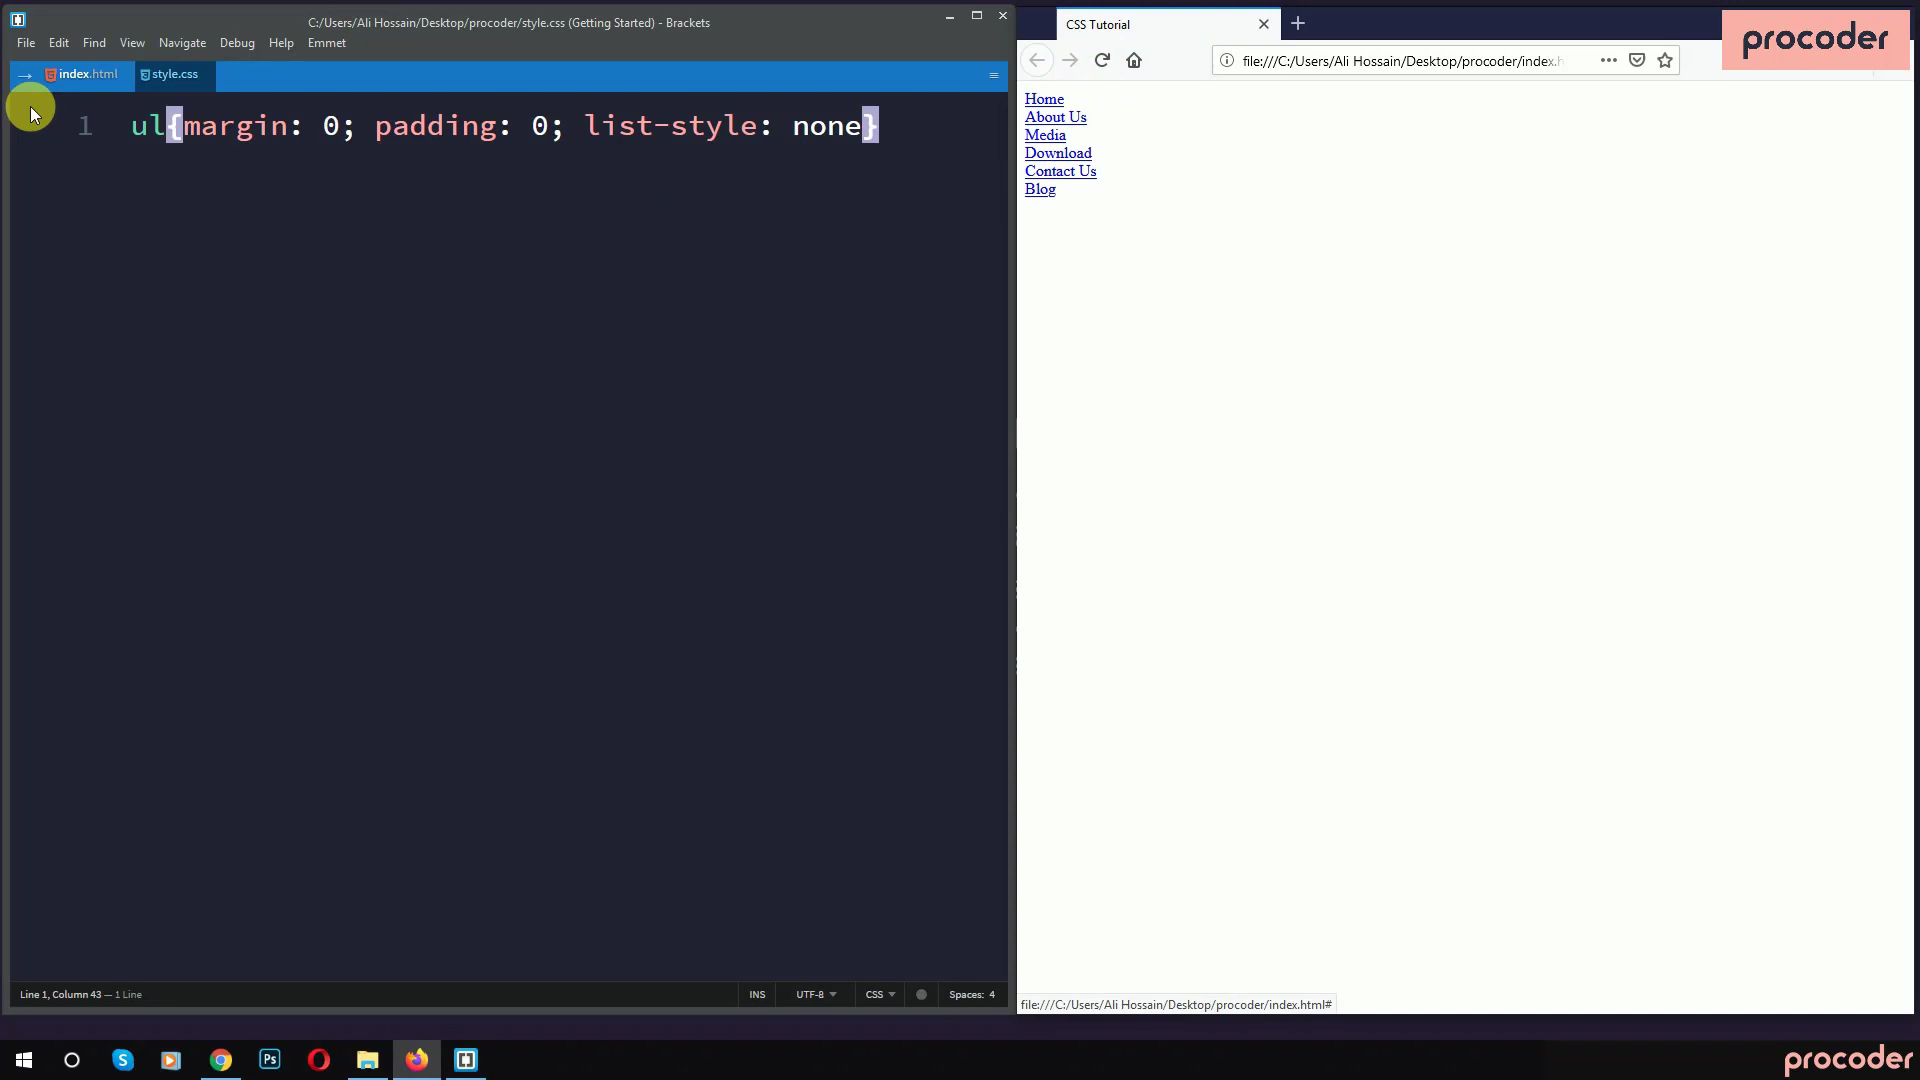 C:/Users/Ali Hossain/Desktop/procoder/style.css (Getting Started) - Brackets
File Edit Find View Navigate Debug Help Emmet
index.html style.css
1 ul{margin: 0; padding: 0; list-style: none}
Line 1, Column 43 — 1 Line
INS UTF-8 CSS Spaces: 4
CSS Tutorial
procoder
file:///C:/Users/Ali Hossain/Desktop/procoder/index.h
Home
About Us
Media
Download
Contact Us
Blog
file:///C:/Users/Ali Hossain/Desktop/procoder/index.html#
S Ps
procoder